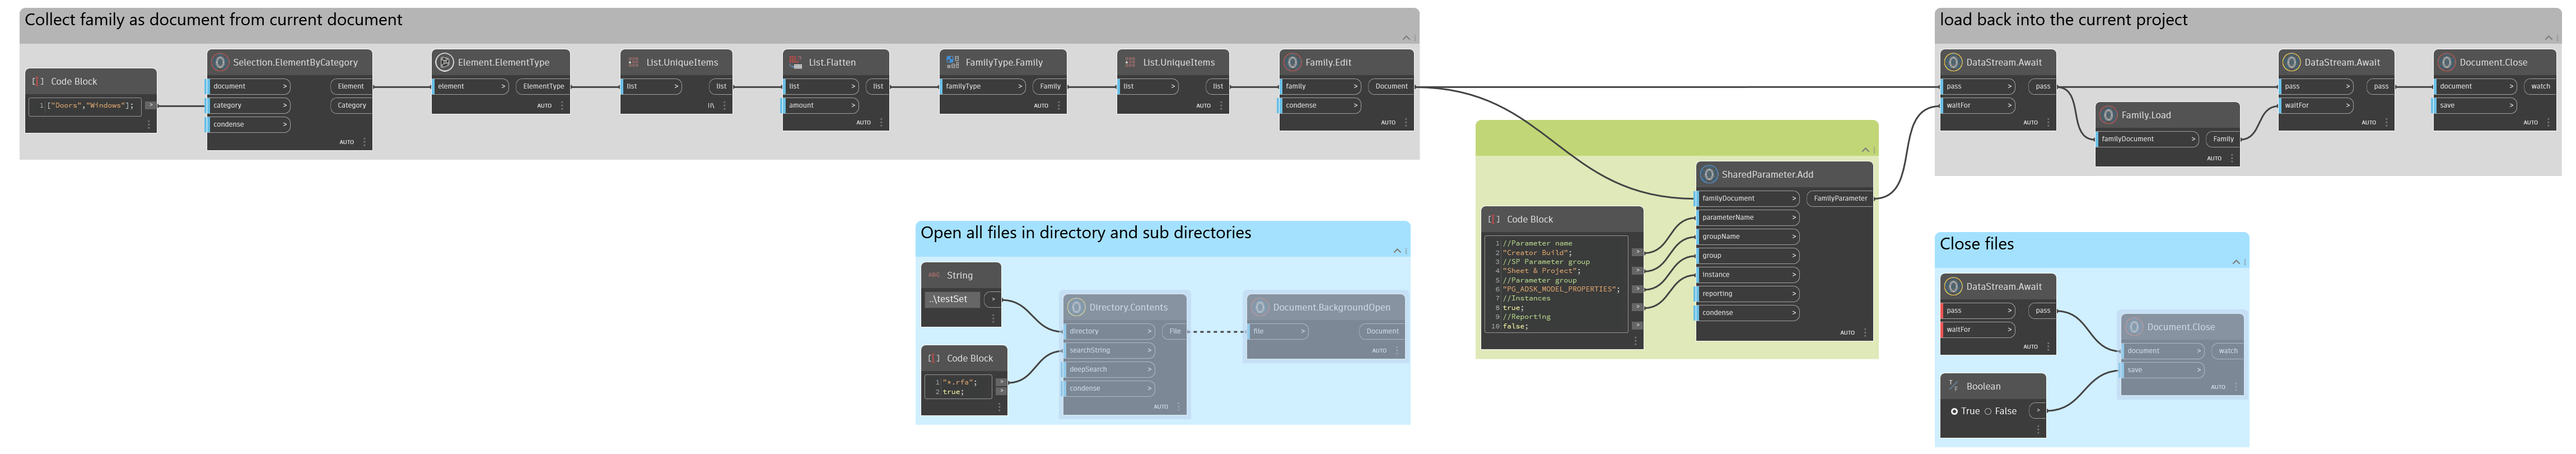 Collect family as document from current document
Code Block
1 ["Doors","Windows"];
>
Selection.ElementByCategory
document >
category >
condense >
Element
Category
AUTO
Element.ElementType
element >
ElementType
AUTO
List.UniqueItems
list >
list
List.Flatten
list >
amount >
list
AUTO
FamilyType.Family
familyType >
Family
AUTO
List.UniqueItems
list >
list
AUTO
Family.Edit
family >
condense >
Document
AUTO
load back into the current project
DataStream.Await
pass >
waitFor >
pass
AUTO
Family.Load
familyDocument >
Family
AUTO
DataStream.Await
pass >
waitFor >
pass
AUTO
Document.Close
document >
save >
watch
AUTO
SharedParameter.Add
familyDocument >
parameterName >
groupName >
group >
instance >
reporting >
condense >
FamilyParameter
AUTO
Code Block
1 //Parameter name
2 "Creator Build";
3 //SP Parameter group
4 "Sheet & Project";
5 //Parameter group
6 "PG_ADSK_MODEL_PROPERTIES";
7 //Instances
8 true;
9 //Reporting
10 false;
Open all files in directory and sub directories
ABC String
..\testSet
>
Code Block
1 "*.rfa";
2 true;
Directory.Contents
directory >
searchString >
deepSearch >
condense >
File
AUTO
Document.BackgroundOpen
file >
Document
AUTO
Close files
DataStream.Await
pass >
waitFor >
pass
AUTO
Boolean
True False
>
Document.Close
document >
save >
watch
AUTO